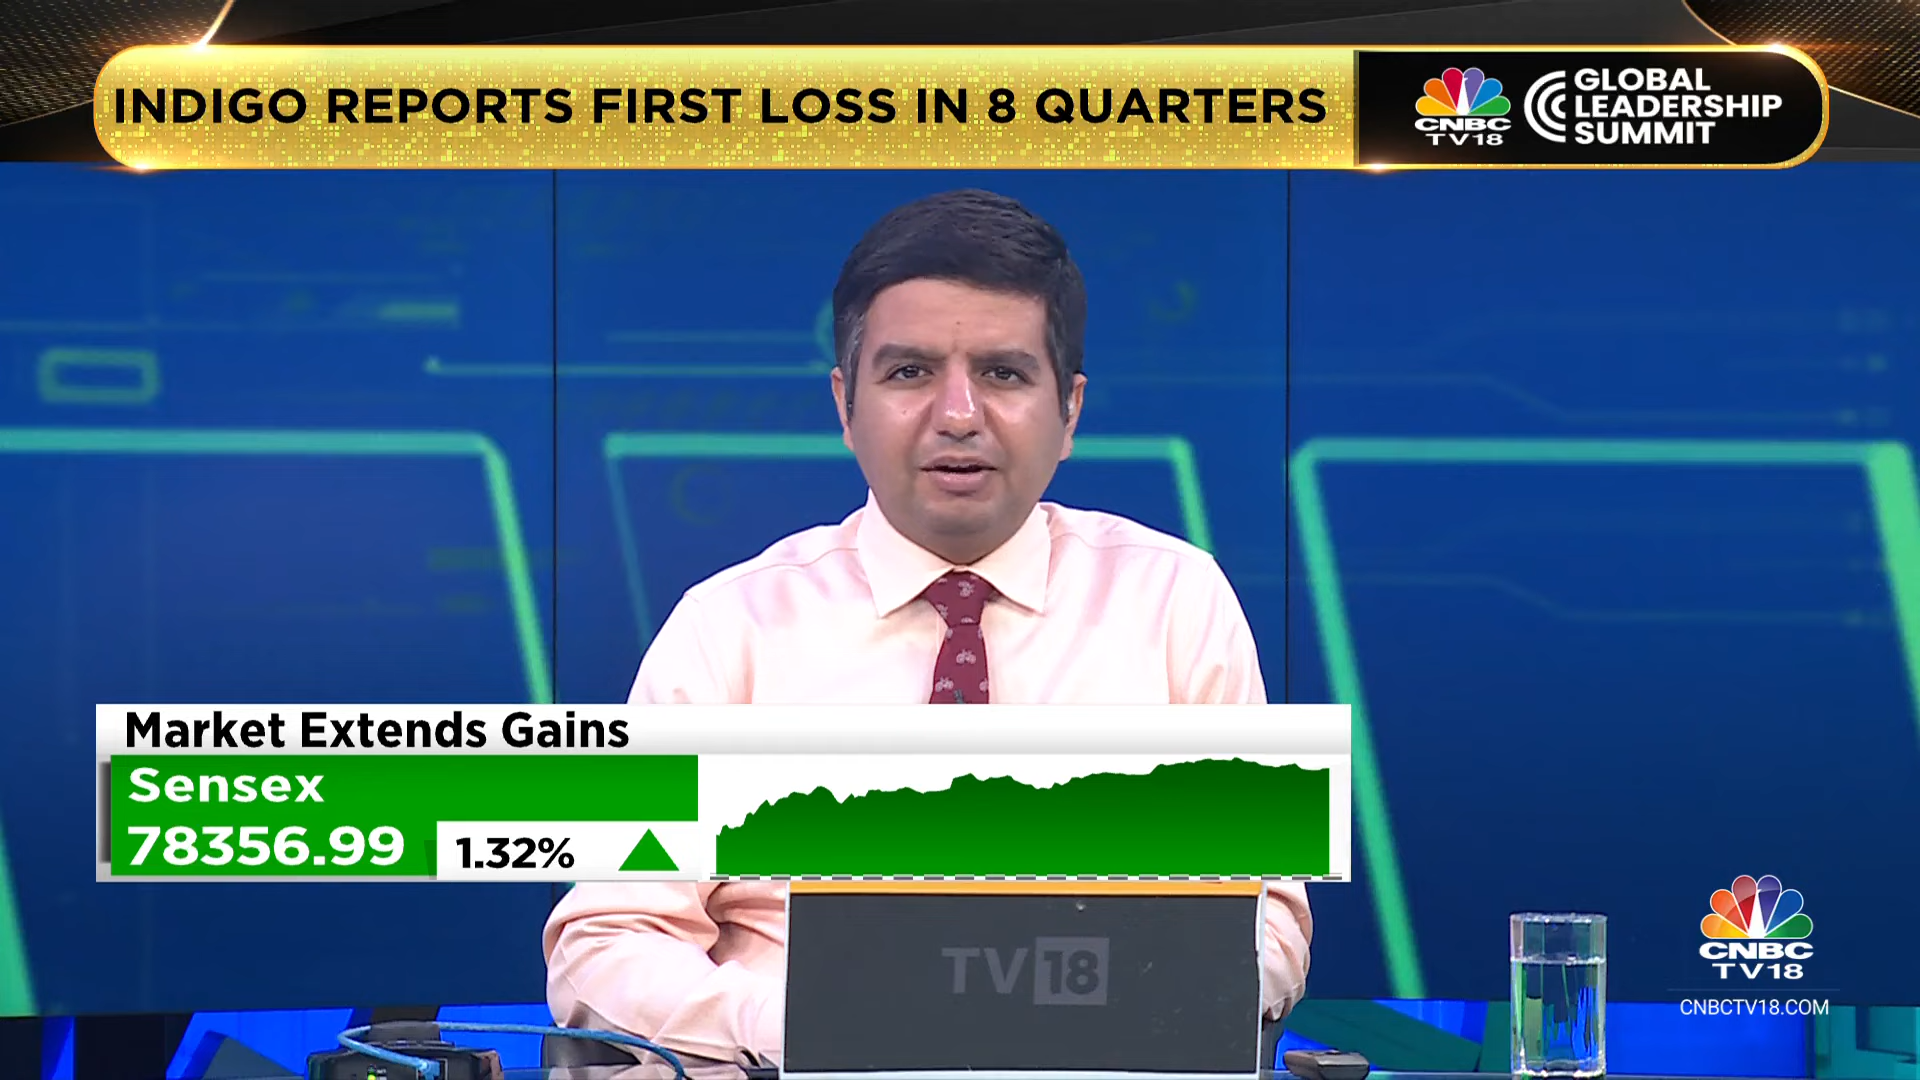 INDIGO REPORTS FIRST LOSS IN 8 QUARTERS
CNBC
TV18
GLOBAL
LEADERSHIP
SUMMIT
Market Extends Gains
Sensex
78356.99
1.32%
TV18
CNBC
TV18
CNBCTV18.COM